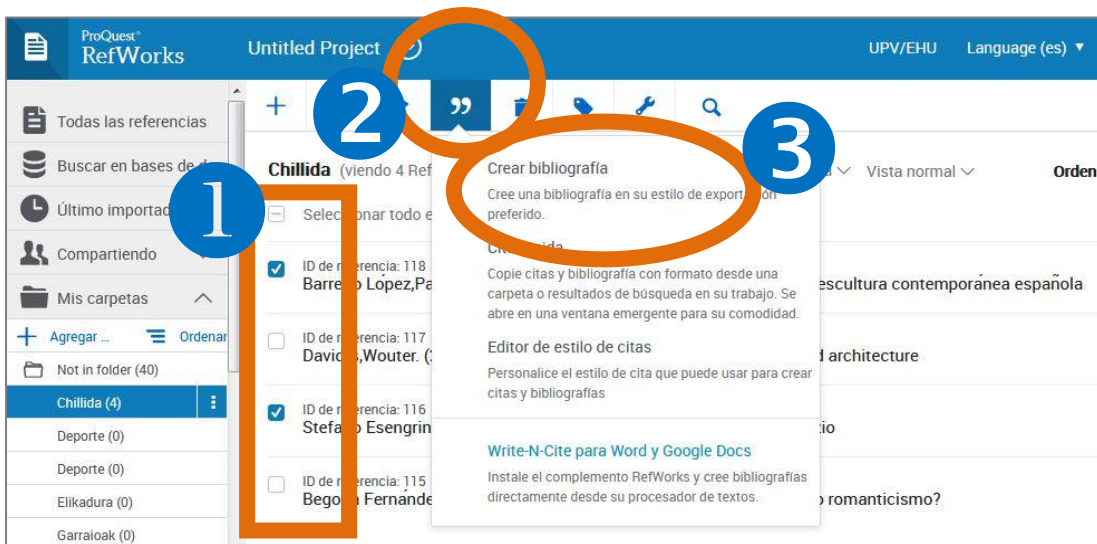 ProQuest®
RefWorks
Untitled Project
UPV/EHU
Language (es)
Todas las referencias
Buscar en bases de
Último importad
Compartiendo
Mis carpetas
Agregar ...
Ordenar
Not in folder (40)
Chillida (4)
Deporte (0)
Deporte (0)
Elikadura (0)
Garraioak (0)
1
2
3
Chillida (viendo 4 Ref
Vista normal
Orden
Seleccionar todo e
ID de referencia: 118
Barre o López,Pa
escultura contemporánea española
ID de referencia: 117
David s,Wouter. (
d architecture
ID de referencia: 116
Stefa o Esengrin
io
ID de referencia: 115
Begoña Fernánde
o romanticismo?
Crear bibliografía
Cree una bibliografía en su estilo de exportación
preferido.
Copie citas y bibliografía con formato desde una
carpeta o resultados de búsqueda en su trabajo. Se
abre en una ventana emergente para su comodidad.
Editor de estilo de citas
Personalice el estilo de cita que puede usar para crear
citas y bibliografías
Write-N-Cite para Word y Google Docs
Instale el complemento RefWorks y cree bibliografías
directamente desde su procesador de textos.